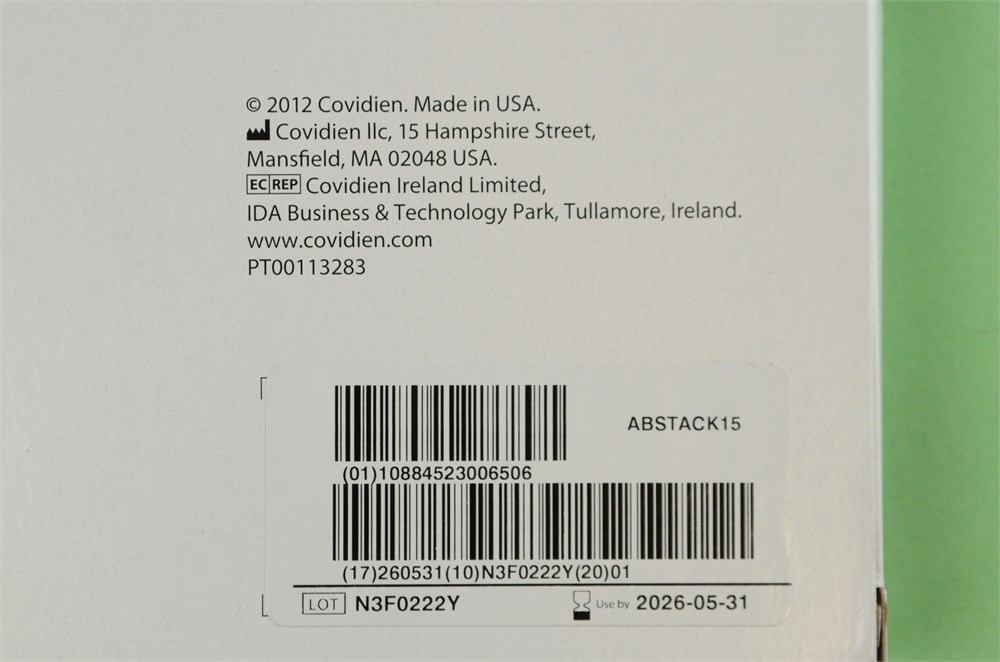 © 2012 Covidien. Made in USA.
Covidien llc, 15 Hampshire Street,
Mansfield, MA 02048 USA.
EC REP Covidien Ireland Limited,
IDA Business & Technology Park, Tullamore, Ireland.
www.covidien.com
PT00113283
ABSTACK15
(01)10884523006506
(17)260531(10)N3F0222Y(20)01
LOT N3F0222Y Use by 2026-05-31